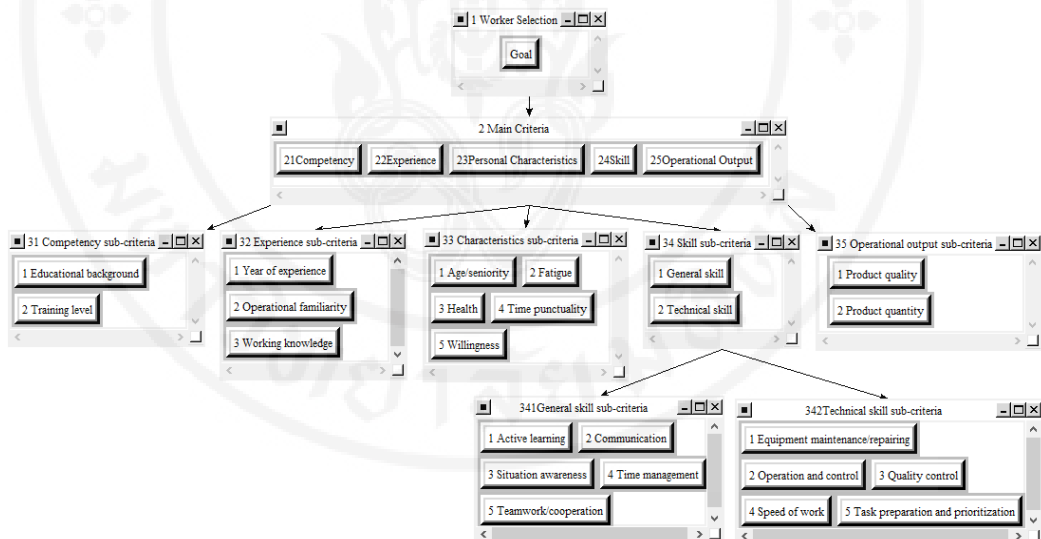 1 Worker Selection
Goal
2 Main Criteria
21Competency 22Experience 23Personal Characteristics 24Skill 25Operational Output
31 Competency sub-criteria
1 Educational background
2 Training level
32 Experience sub-criteria
1 Year of experience
2 Operational familiarity
3 Working knowledge
33 Characteristics sub-criteria
1 Age/seniority 2 Fatigue
3 Health 4 Time punctuality
5 Willingness
34 Skill sub-criteria
1 General skill
2 Technical skill
35 Operational output sub-criteria
1 Product quality
2 Product quantity
341General skill sub-criteria
1 Active learning 2 Communication
3 Situation awareness 4 Time management
5 Teamwork/cooperation
342Technical skill sub-criteria
1 Equipment maintenance/repairing
2 Operation and control 3 Quality control
4 Speed of work 5 Task preparation and prioritization